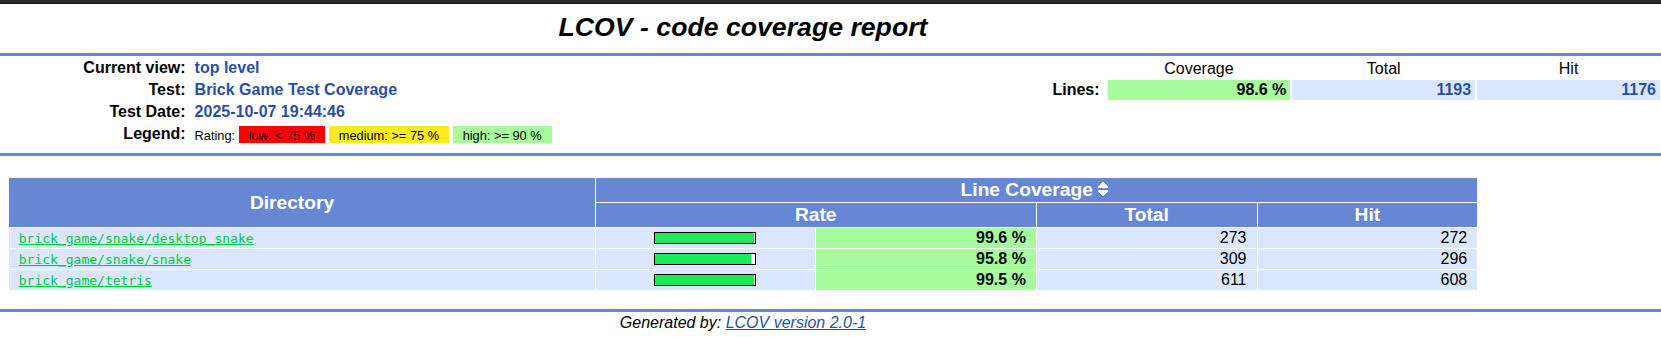 LCOV - code coverage report
Current view: top level Coverage Total Hit
Test: Brick Game Test Coverage Lines: 98.6 % 1193 1176
Test Date: 2025-10-07 19:44:46
Legend: Rating: low: < 75 % medium: >= 75 % high: >= 90 %
Directory Line Coverage
Rate Total Hit
brick_game/snake/desktop_snake 99.6 % 273 272
brick_game/snake/snake 95.8 % 309 296
brick_game/tetris 99.5 % 611 608
Generated by: LCOV version 2.0-1